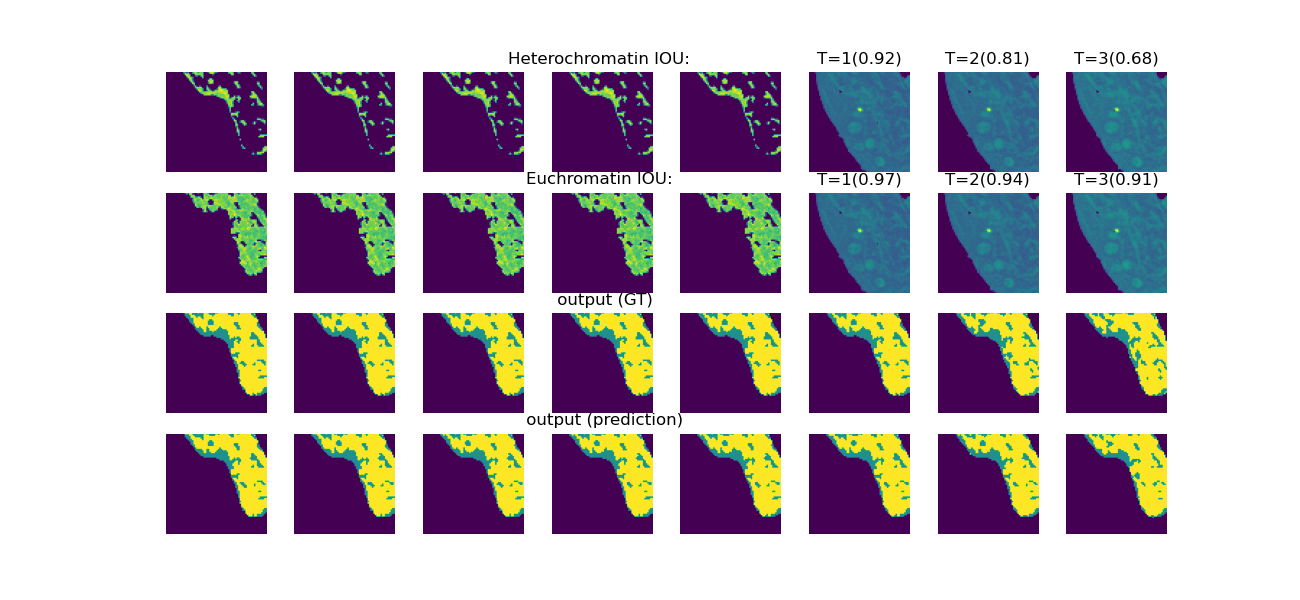 Heterochromatin IOU: T=1(0.92) T=2(0.81) T=3(0.68)
Euchromatin IOU: T=1(0.97) T=2(0.94) T=3(0.91)
output (GT)
output (prediction)